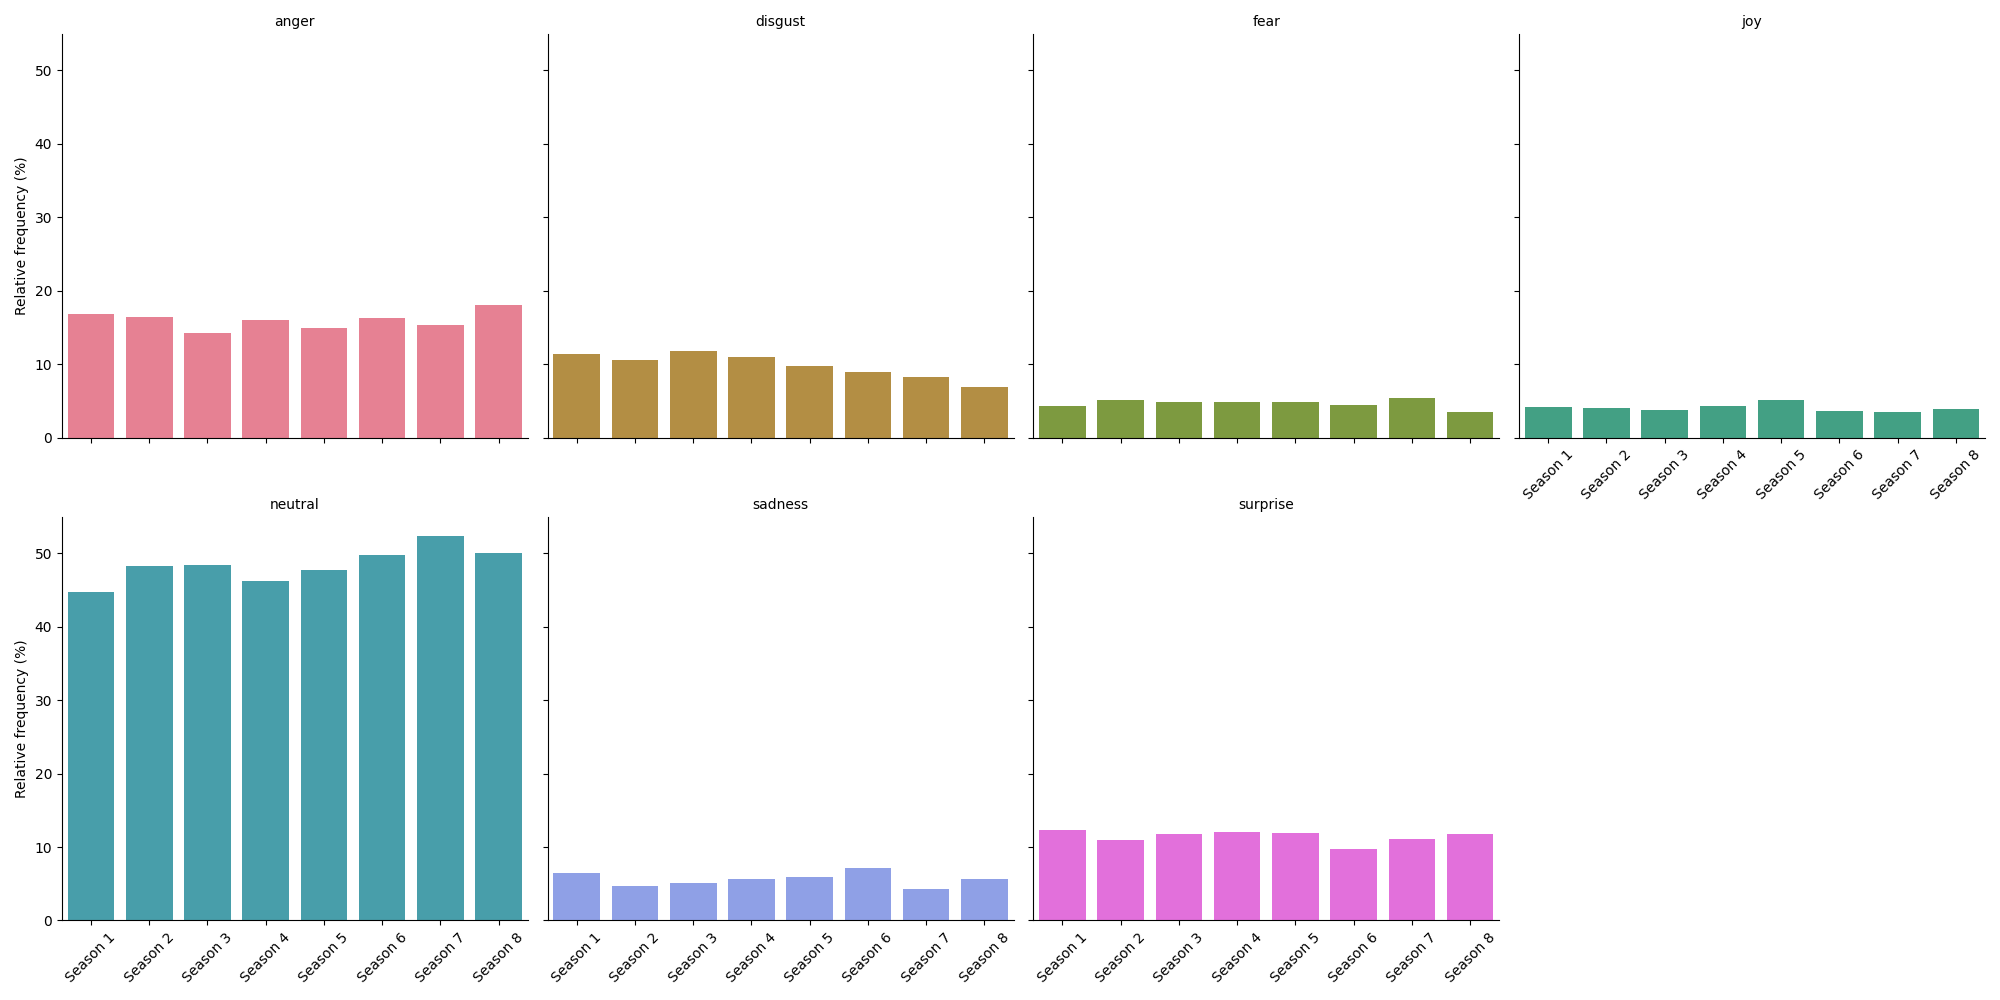 anger
disgust
fear
joy
Relative frequency (%)
50
40
30
20
10
0
Season 1
Season 2
Season 3
Season 4
Season 5
Season 6
Season 7
Season 8
neutral
sadness
surprise
Relative frequency (%)
50
40
30
20
10
0
Season 1
Season 2
Season 3
Season 4
Season 5
Season 6
Season 7
Season 8
Season 1
Season 2
Season 3
Season 4
Season 5
Season 6
Season 7
Season 8
Season 1
Season 2
Season 3
Season 4
Season 5
Season 6
Season 7
Season 8